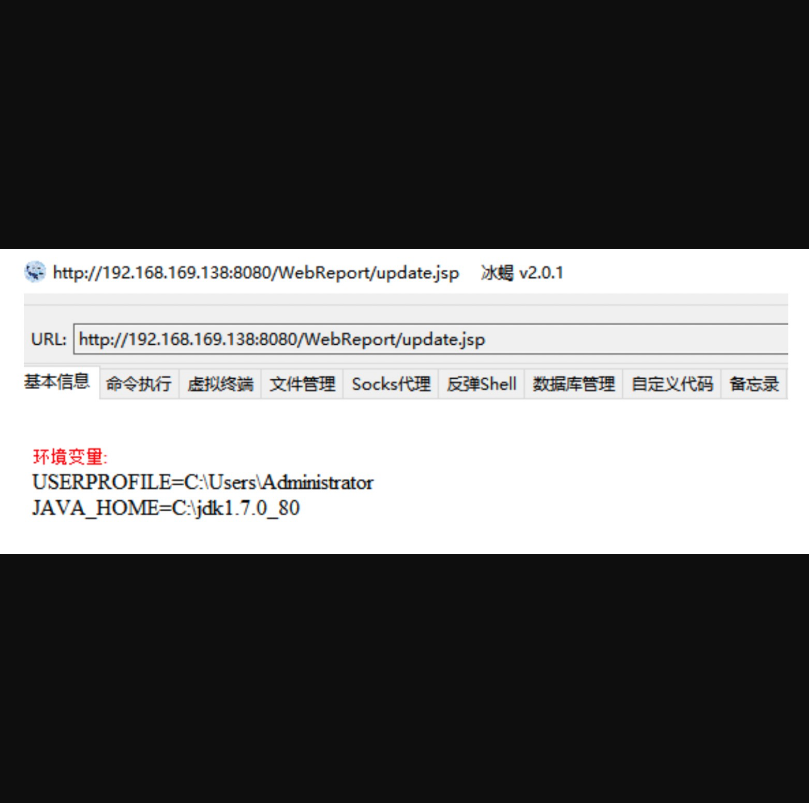 http://192.168.169.138:8080/WebReport/update.jsp 冰蝎 v2.0.1
URL: http://192.168.169.138:8080/WebReport/update.jsp
基本信息 命令执行 虚拟终端 文件管理 Socks代理 反弹Shell 数据库管理 自定义代码 备忘录
环境变量:
USERPROFILE=C:\Users\Administrator
JAVA_HOME=C:\jdk1.7.0_80